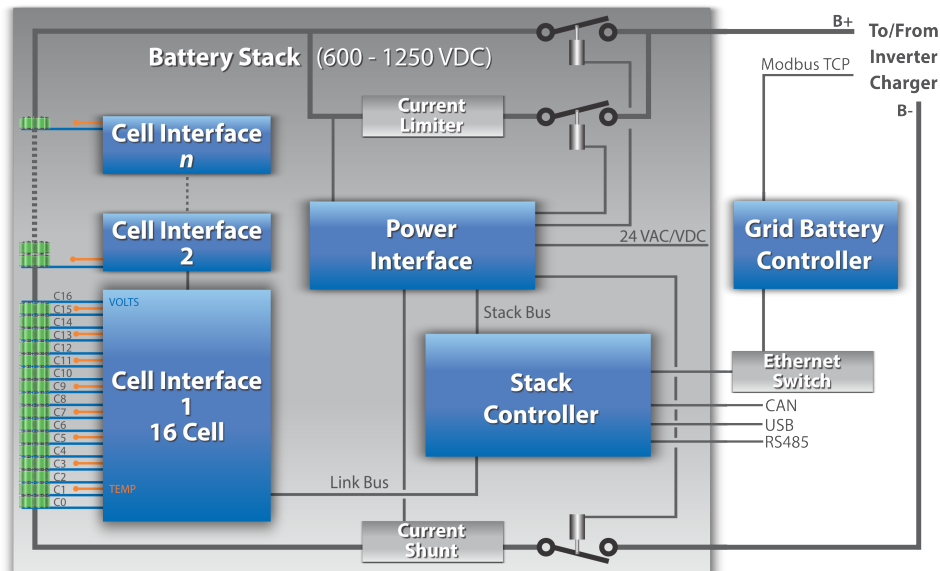 Battery Stack (600 - 1250 VDC)
B+
To/From
Inverter
Charger
B-
Modbus TCP
Current
Limiter
Cell Interface
n
Cell Interface
2
Power
Interface
24 VAC/VDC
Grid Battery
Controller
Stack Bus
C16
C15
C14
C13
C12
C11
C10
C9
C8
C7
C6
C5
C4
C3
C2
C1
C0
VOLTS
Cell Interface
1
16 Cell
TEMP
Stack
Controller
Ethernet
Switch
CAN
USB
RS485
Link Bus
Current
Shunt